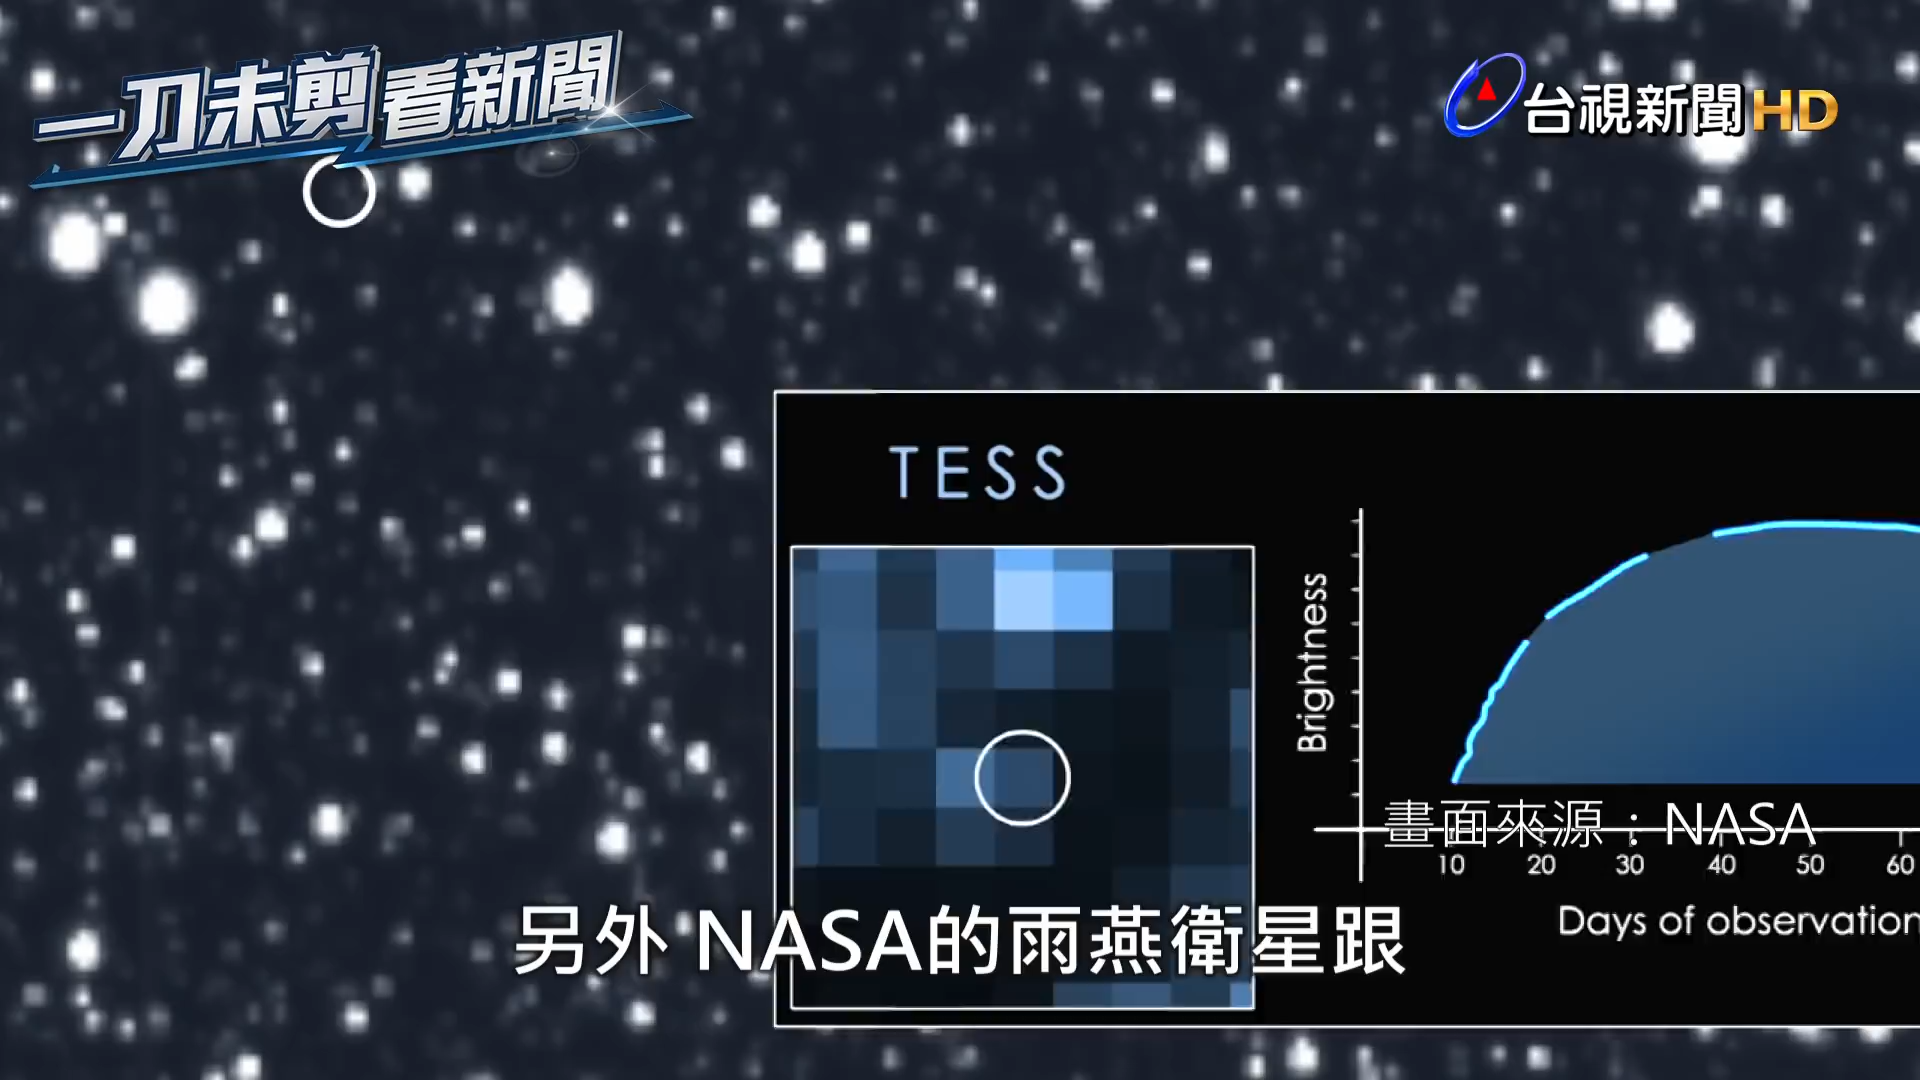 一刀未剪看新聞
台視新聞HD
TESS
Brightness
畫面來源：NASA
10 20 30 40 50 60
Days of observation
另外 NASA的雨燕衛星跟